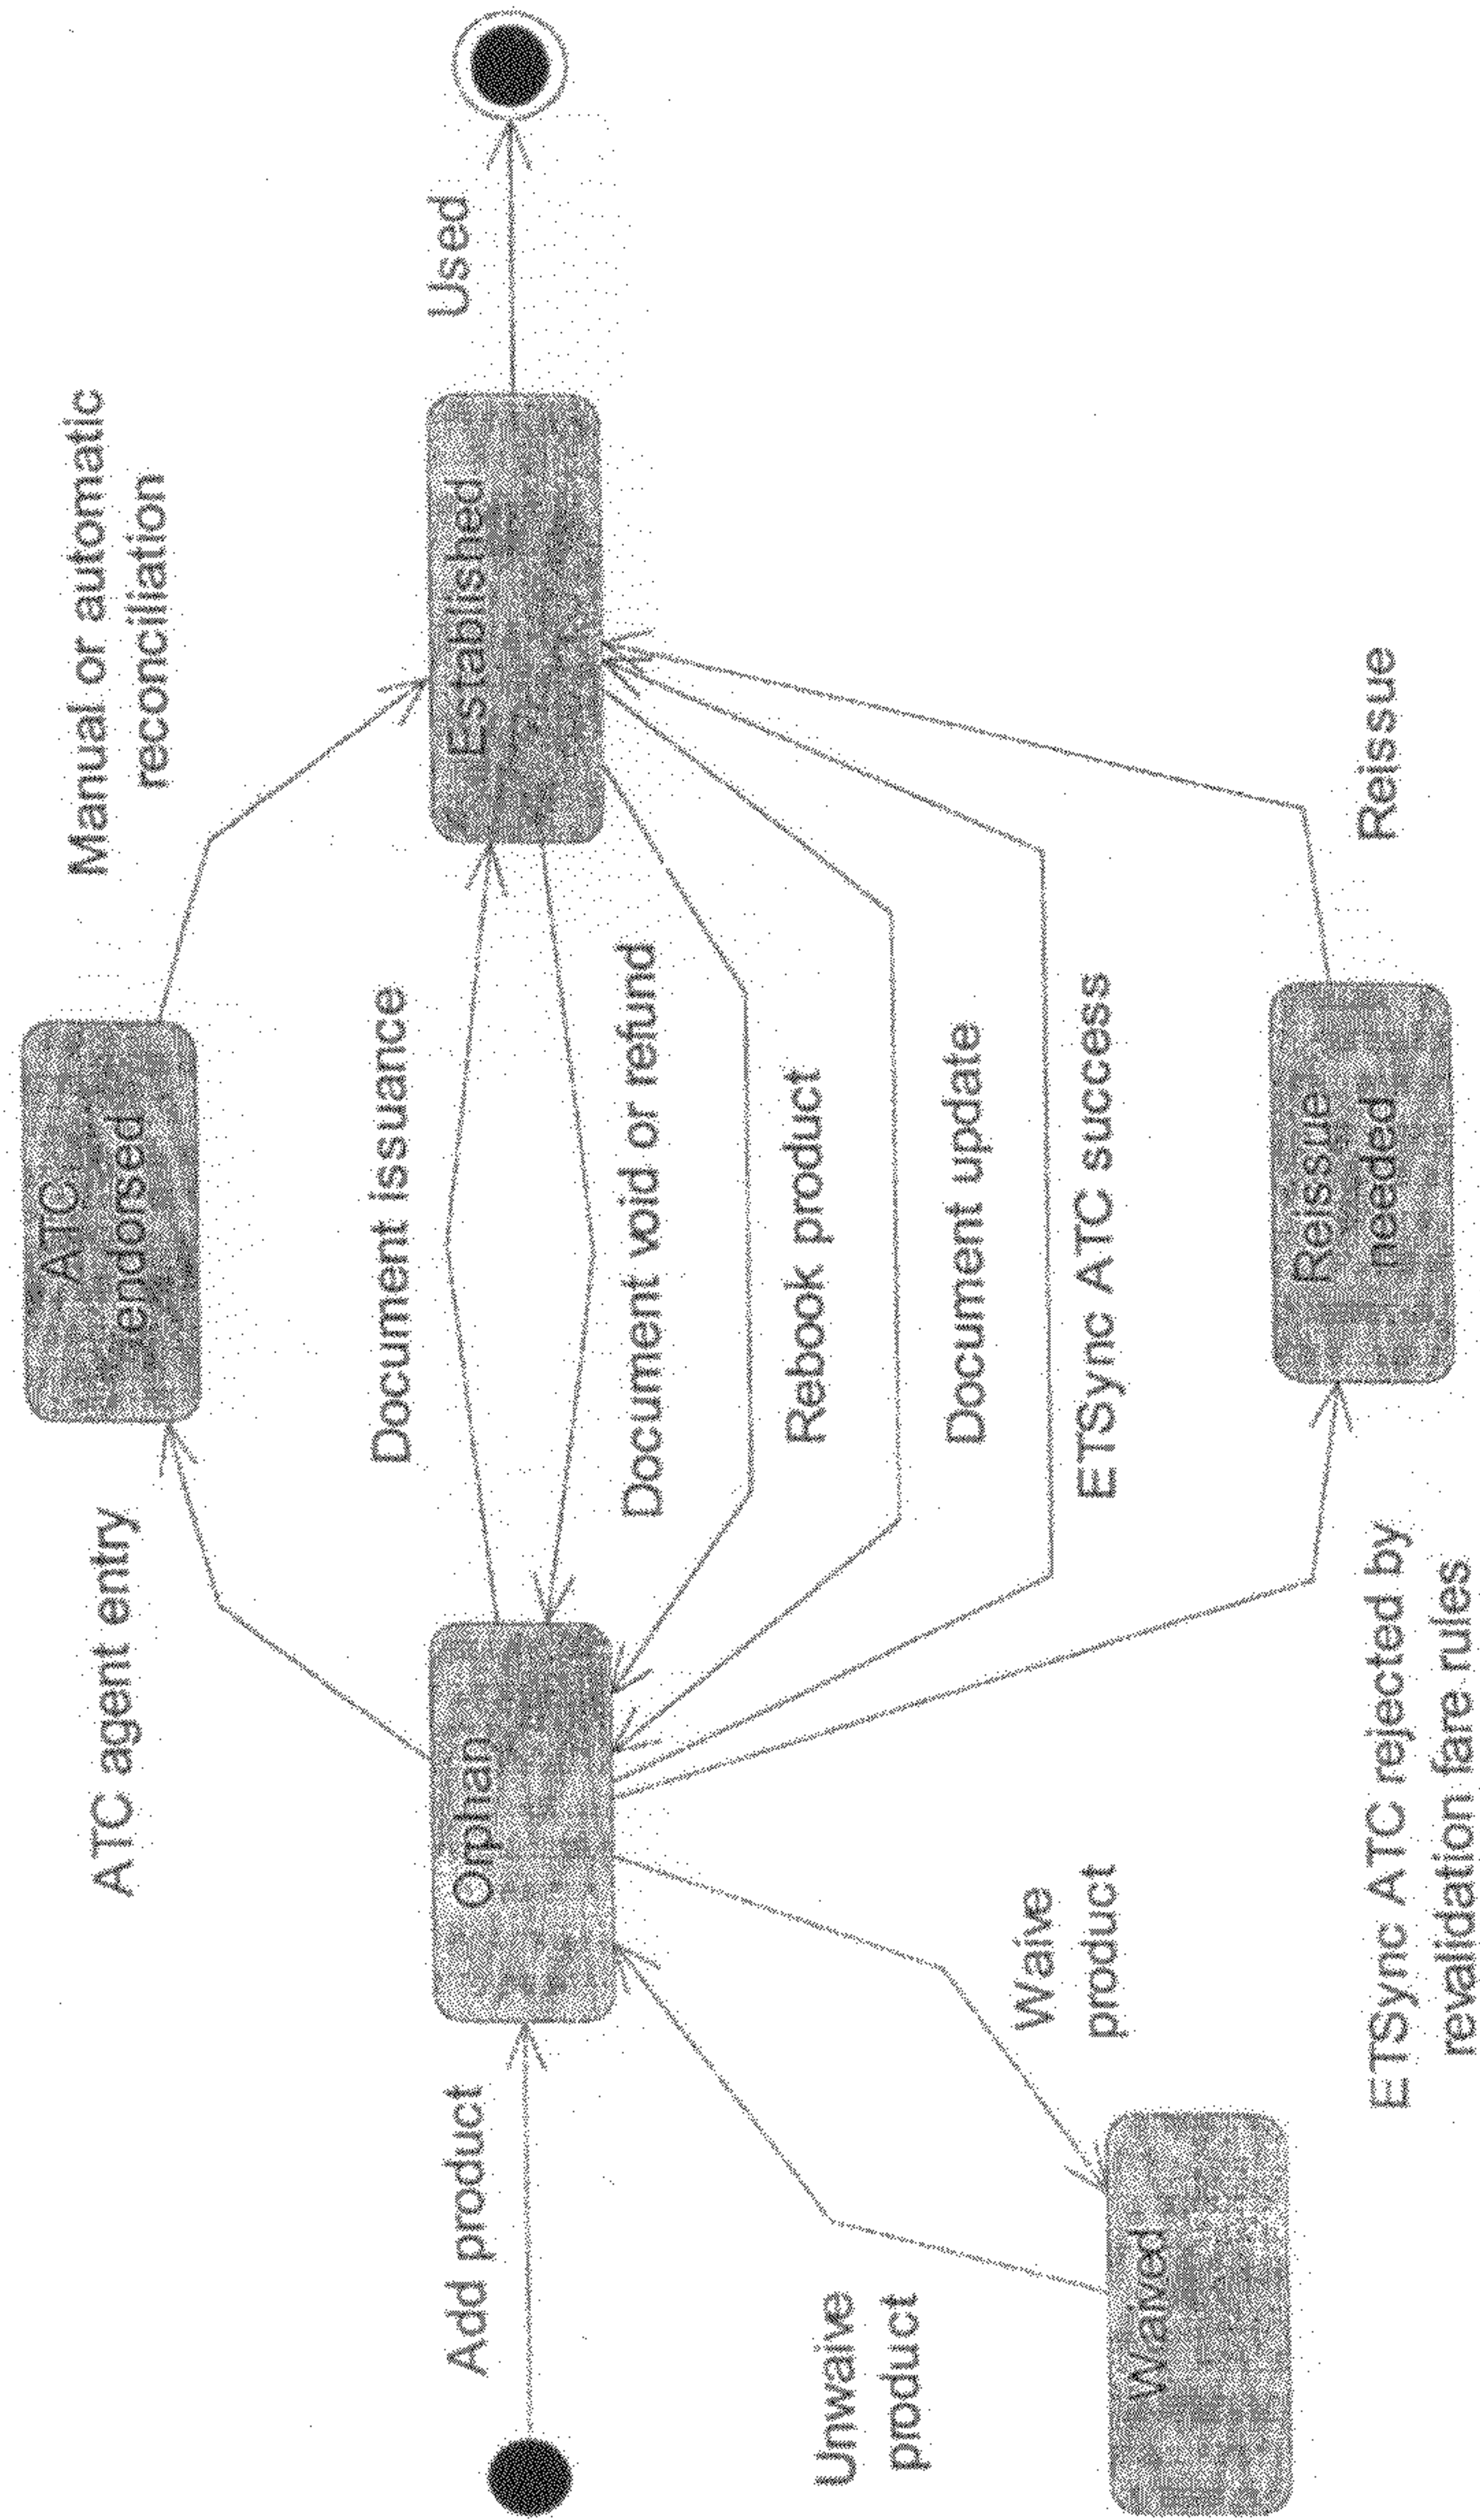 Manual or automatic
reconciliation
ATC
endorsed
ATC agent entry
Used
Established
Document issuance
Document void or refund
Rebook product
Document update
ETSync ATC success
Orphan
Add product
Unwaive
product
Waive
product
Waived
Reissue
needed
Reissue
ETSync ATC rejected by
revalidation fare rules